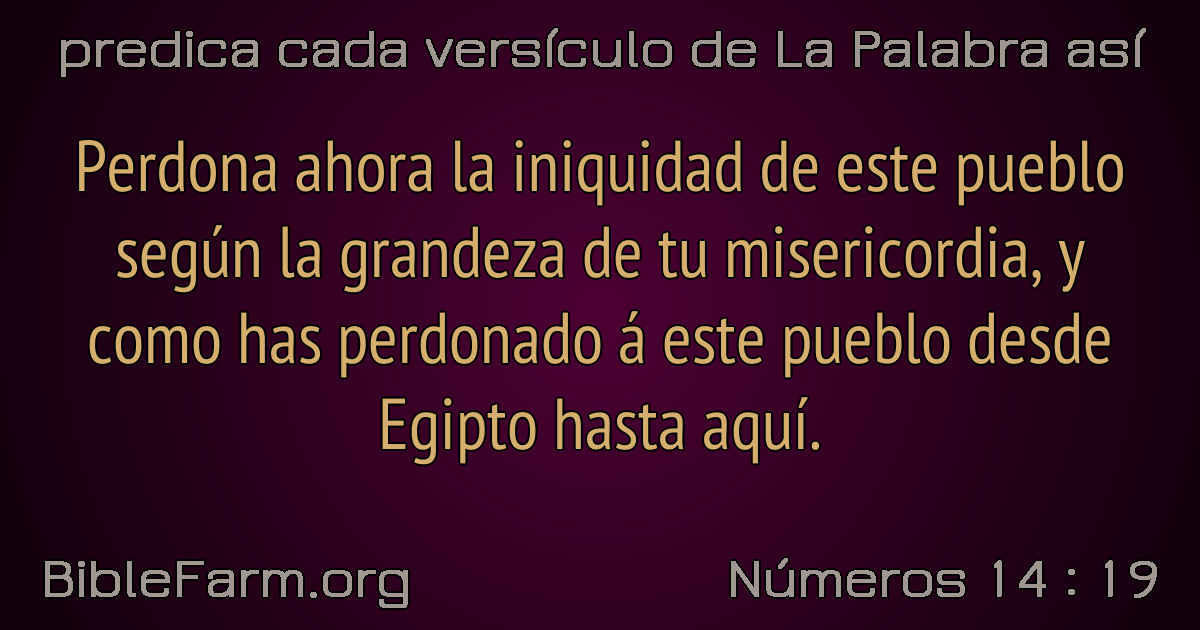 predica cada versículo de La Palabra así
Perdona ahora la iniquidad de este pueblo
según la grandeza de tu misericordia, y
como has perdonado á este pueblo desde
Egipto hasta aquí.
BibleFarm.org
Números 14 : 19